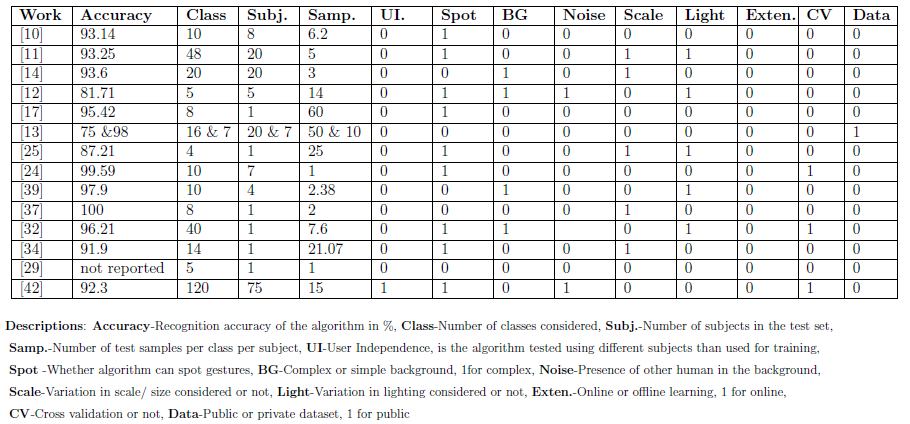 Work Accuracy Class Subj. Samp. UI. Spot BG Noise Scale Light Exten. CV Data
[10] 93.14 10 8 6.2 0 1 0 0 0 0 0 0 0
[11] 93.25 48 20 5 0 1 0 0 1 1 0 0 0
[14] 93.6 20 20 3 0 0 1 0 1 0 0 0 0
[12] 81.71 5 5 14 0 1 1 1 0 1 0 0 0
[17] 95.42 8 1 60 0 1 0 0 0 0 0 0 0
[13] 75 &98 16 & 7 20 & 7 50 & 10 0 0 0 0 0 0 0 0 1
[25] 87.21 4 1 25 0 1 0 0 1 1 0 0 0
[24] 99.59 10 7 1 0 1 0 0 0 0 0 1 0
[39] 97.9 10 4 2.38 0 0 1 0 0 1 0 0 0
[37] 100 8 1 2 0 0 0 0 1 0 0 0 0
[32] 96.21 40 1 7.6 0 1 1 0 1 0 1 0
[34] 91.9 14 1 21.07 0 1 0 0 1 0 0 0 0
[29] not reported 5 1 1 0 0 0 0 0 0 0 0 0
[42] 92.3 120 75 15 1 1 0 1 0 0 0 1 0
Descriptions: Accuracy-Recognition accuracy of the algorithm in %, Class-Number of classes considered, Subj.-Number of subjects in the test set,
Samp.-Number of test samples per class per subject, UI-User Independence, is the algorithm tested using different subjects than used for training,
Spot -Whether algorithm can spot gestures, BG-Complex or simple background, 1for complex, Noise-Presence of other human in the background,
Scale-Variation in scale/ size considered or not, Light-Variation in lighting considered or not, Exten.-Online or offline learning, 1 for online,
CV-Cross validation or not, Data-Public or private dataset, 1 for public